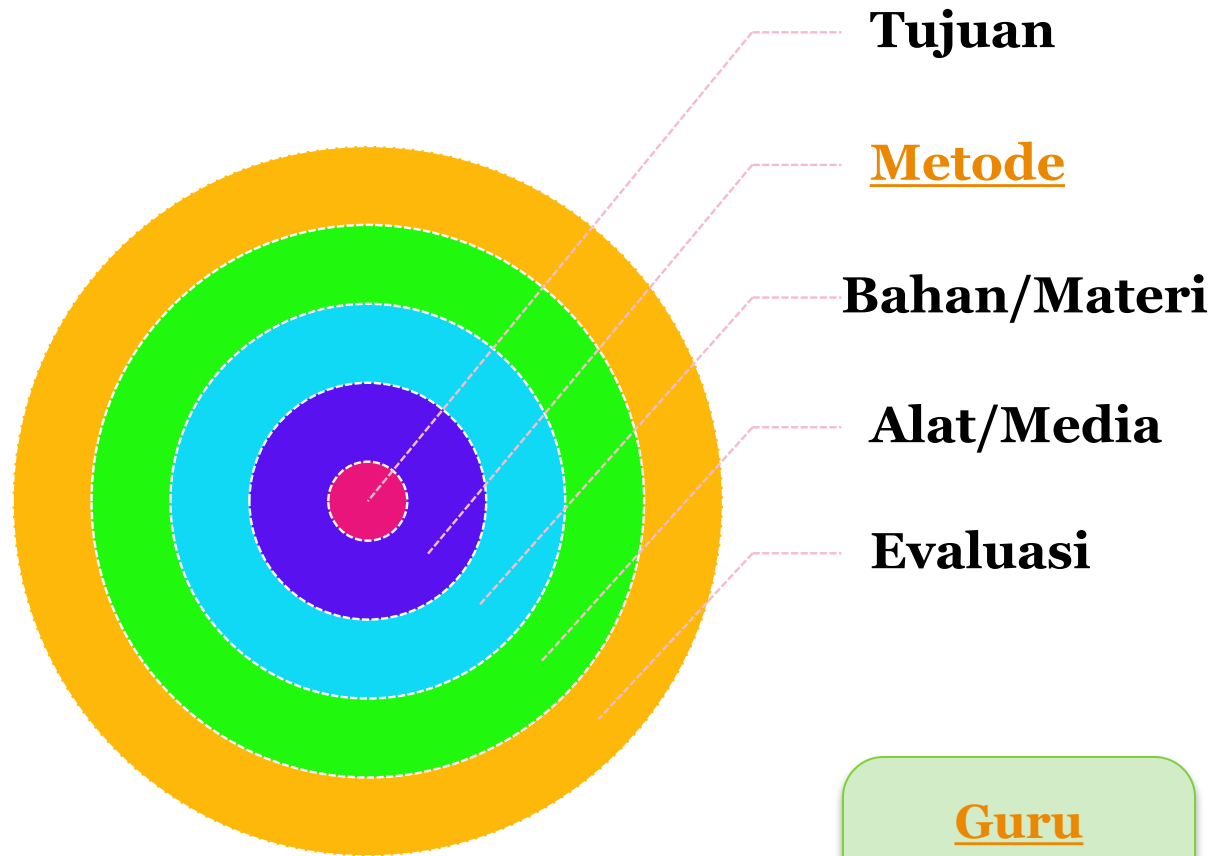 Tujuan
Metode
Bahan/Materi
Alat/Media
Evaluasi
Guru